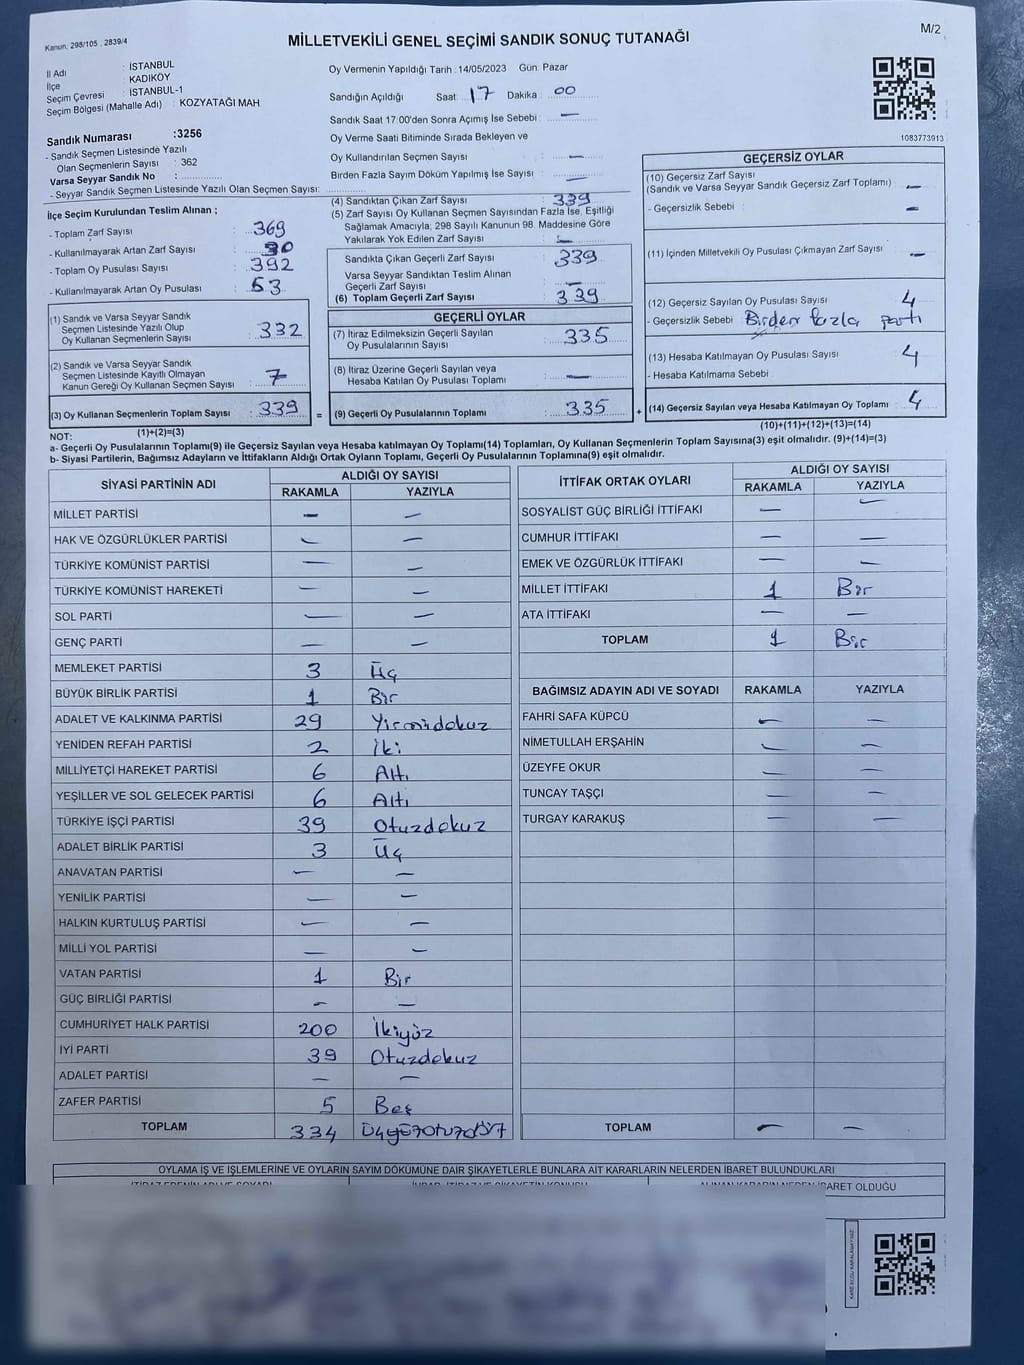 Kanun, 298/105 , 2839/4
MİLLETVEKİLİ GENEL SEÇİMİ SANDIK SONUÇ TUTANAĞI
M/2
İl Adı : İSTANBUL
İlçe : KADIKÖY
Seçim Çevresi : İSTANBUL-1
Seçim Bölgesi (Mahalle Adı) : KOZYATAĞI MAH
Sandık Numarası :3256
- Sandık Seçmen Listesinde Yazılı
Olan Seçmenlerin Sayısı : 362
Varsa Seyyar Sandık No :
- Seyyar Sandık Seçmen Listesinde Yazılı Olan Seçmen Sayısı:
Oy Vermenin Yapıldığı Tarih :14/05/2023 Gün: Pazar
Sandığın Açıldığı Saat: 17 Dakika : 00
Sandık Saat 17:00'den Sonra Açımış İse Sebebi : —
Oy Verme Saati Bitiminde Sırada Bekleyen ve
Oy Kullandırılan Seçmen Sayısı : —
Birden Fazla Sayım Döküm Yapılmış İse Sayısı : —
1083773913
İlçe Seçim Kurulundan Teslim Alınan ;
- Toplam Zarf Sayısı : 369
- Kullanılmayarak Artan Zarf Sayısı : 30
- Toplam Oy Pusulası Sayısı : 392
- Kullanılmayarak Artan Oy Pusulası : 53
(1) Sandık ve Varsa Seyyar Sandık
Seçmen Listesinde Yazılı Olup
Oy Kullanan Seçmenlerin Sayısı : 332
(2) Sandık ve Varsa Seyyar Sandık
Seçmen Listesinde Kayıtlı Olmayan
Kanun Gereği Oy Kullanan Seçmen Sayısı : 7
(3) Oy Kullanan Seçmenlerin Toplam Sayısı : 339
(1)+(2)=(3)
(4) Sandıktan Çıkan Zarf Sayısı : 339
(5) Zarf Sayısı Oy Kullanan Seçmen Sayısından Fazla İse, Eşitliği
Sağlamak Amacıyla; 298 Sayılı Kanunun 98. Maddesine Göre
Yakılarak Yok Edilen Zarf Sayısı : —
Sandıkta Çıkan Geçerli Zarf Sayısı : 339
Varsa Seyyar Sandıktan Teslim Alınan
Geçerli Zarf Sayısı : —
(6) Toplam Geçerli Zarf Sayısı : 339
GEÇERLİ OYLAR
(7) İtiraz Edilmeksizin Geçerli Sayılan
Oy Pusulalarının Sayısı : 335
(8) İtiraz Üzerine Geçerli Sayılan veya
Hesaba Katılan Oy Pusulası Toplamı : —
= (9) Geçerli Oy Pusulalarının Toplamı : 335
GEÇERSİZ OYLAR
(10) Geçersiz Zarf Sayısı
(Sandık ve Varsa Seyyar Sandık Geçersiz Zarf Toplamı) : —
- Geçersizlik Sebebi : —
(11) İçinden Milletvekili Oy Pusulası Çıkmayan Zarf Sayısı : —
(12) Geçersiz Sayılan Oy Pusulası Sayısı : 4
- Geçersizlik Sebebi : Birden fazla parti
(13) Hesaba Katılmayan Oy Pusulası Sayısı : 4
- Hesaba Katılmama Sebebi :
+ (14) Geçersiz Sayılan veya Hesaba Katılmayan Oy Toplamı : 4
(10)+(11)+(12)+(13)=(14)
NOT:
a- Geçerli Oy Pusulalarının Toplamı(9) ile Geçersiz Sayılan veya Hesaba katılmayan Oy Toplamı(14) Toplamları, Oy Kullanan Seçmenlerin Toplam Sayısına(3) eşit olmalıdır. (9)+(14)=(3)
b- Siyasi Partilerin, Bağımsız Adayların ve İttifakların Aldığı Ortak Oyların Toplamı, Geçerli Oy Pusulalarının Toplamına(9) eşit olmalıdır.
SİYASİ PARTİNİN ADI ALDIĞI OY SAYISI
RAKAMLA YAZIYLA
MİLLET PARTİSİ — —
HAK VE ÖZGÜRLÜKLER PARTİSİ — —
TÜRKİYE KOMÜNİST PARTİSİ — —
TÜRKİYE KOMÜNİST HAREKETİ — —
SOL PARTİ — —
GENÇ PARTİ — —
MEMLEKET PARTİSİ 3 Üç
BÜYÜK BİRLİK PARTİSİ 1 Bir
ADALET VE KALKINMA PARTİSİ 29 Yirmidokuz
YENİDEN REFAH PARTİSİ 2 İki
MİLLİYETÇİ HAREKET PARTİSİ 6 Altı
YEŞİLLER VE SOL GELECEK PARTİSİ 6 Altı
TÜRKİYE İŞÇİ PARTİSİ 39 Otuzdokuz
ADALET BİRLİK PARTİSİ 3 Üç
ANAVATAN PARTİSİ — —
YENİLİK PARTİSİ — —
HALKIN KURTULUŞ PARTİSİ — —
MİLLİ YOL PARTİSİ — —
VATAN PARTİSİ 1 Bir
GÜÇ BİRLİĞİ PARTİSİ — —
CUMHURİYET HALK PARTİSİ 200 İkiyüz
İYİ PARTİ 39 Otuzdokuz
ADALET PARTİSİ — —
ZAFER PARTİSİ 5 Beş
TOPLAM 334 Üçyüzotuzdört
İTTİFAK ORTAK OYLARI ALDIĞI OY SAYISI
RAKAMLA YAZIYLA
SOSYALİST GÜÇ BİRLİĞİ İTTİFAKI — —
CUMHUR İTTİFAKI — —
EMEK VE ÖZGÜRLÜK İTTİFAKI — —
MİLLET İTTİFAKI 1 Bir
ATA İTTİFAKI — —
TOPLAM 1 Bir
BAĞIMSIZ ADAYIN ADI VE SOYADI RAKAMLA YAZIYLA
FAHRİ SAFA KÜPCÜ — —
NİMETULLAH ERŞAHİN — —
ÜZEYFE OKUR — —
TUNCAY TAŞÇI — —
TURGAY KARAKUŞ — —
TOPLAM — —
OYLAMA İŞ VE İŞLEMLERİNE VE OYLARIN SAYIM DÖKÜMÜNE DAİR ŞİKAYETLERLE BUNLARA AİT KARARLARIN NELERDEN İBARET BULUNDUKLARI
İTİRAZ EDENİN ADI VE SOYADI İHBAR, İTİRAZ VE ŞİKAYETİN KONUSU ALINAN KARARIN NEDEN İBARET OLDUĞU
KARE KODU KARALAMAYINIZ